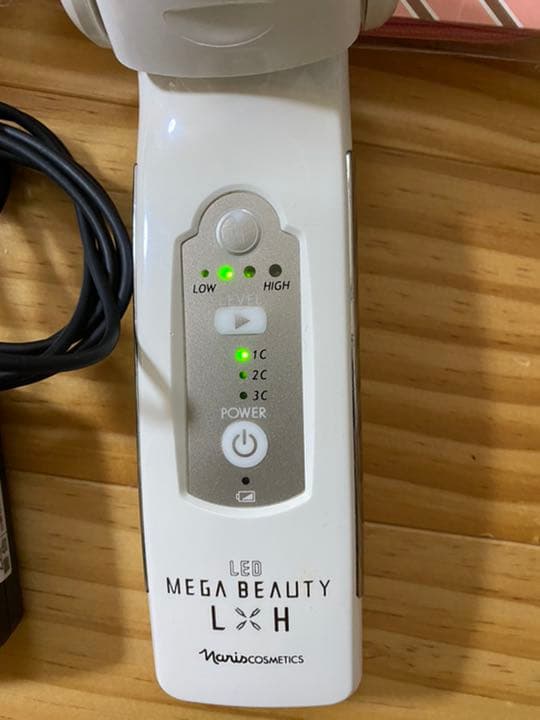 LOW HIGH
LEVEL
1C
2C
3C
POWER
LED
MEGA BEAUTY
L H
Naris COSMETICS